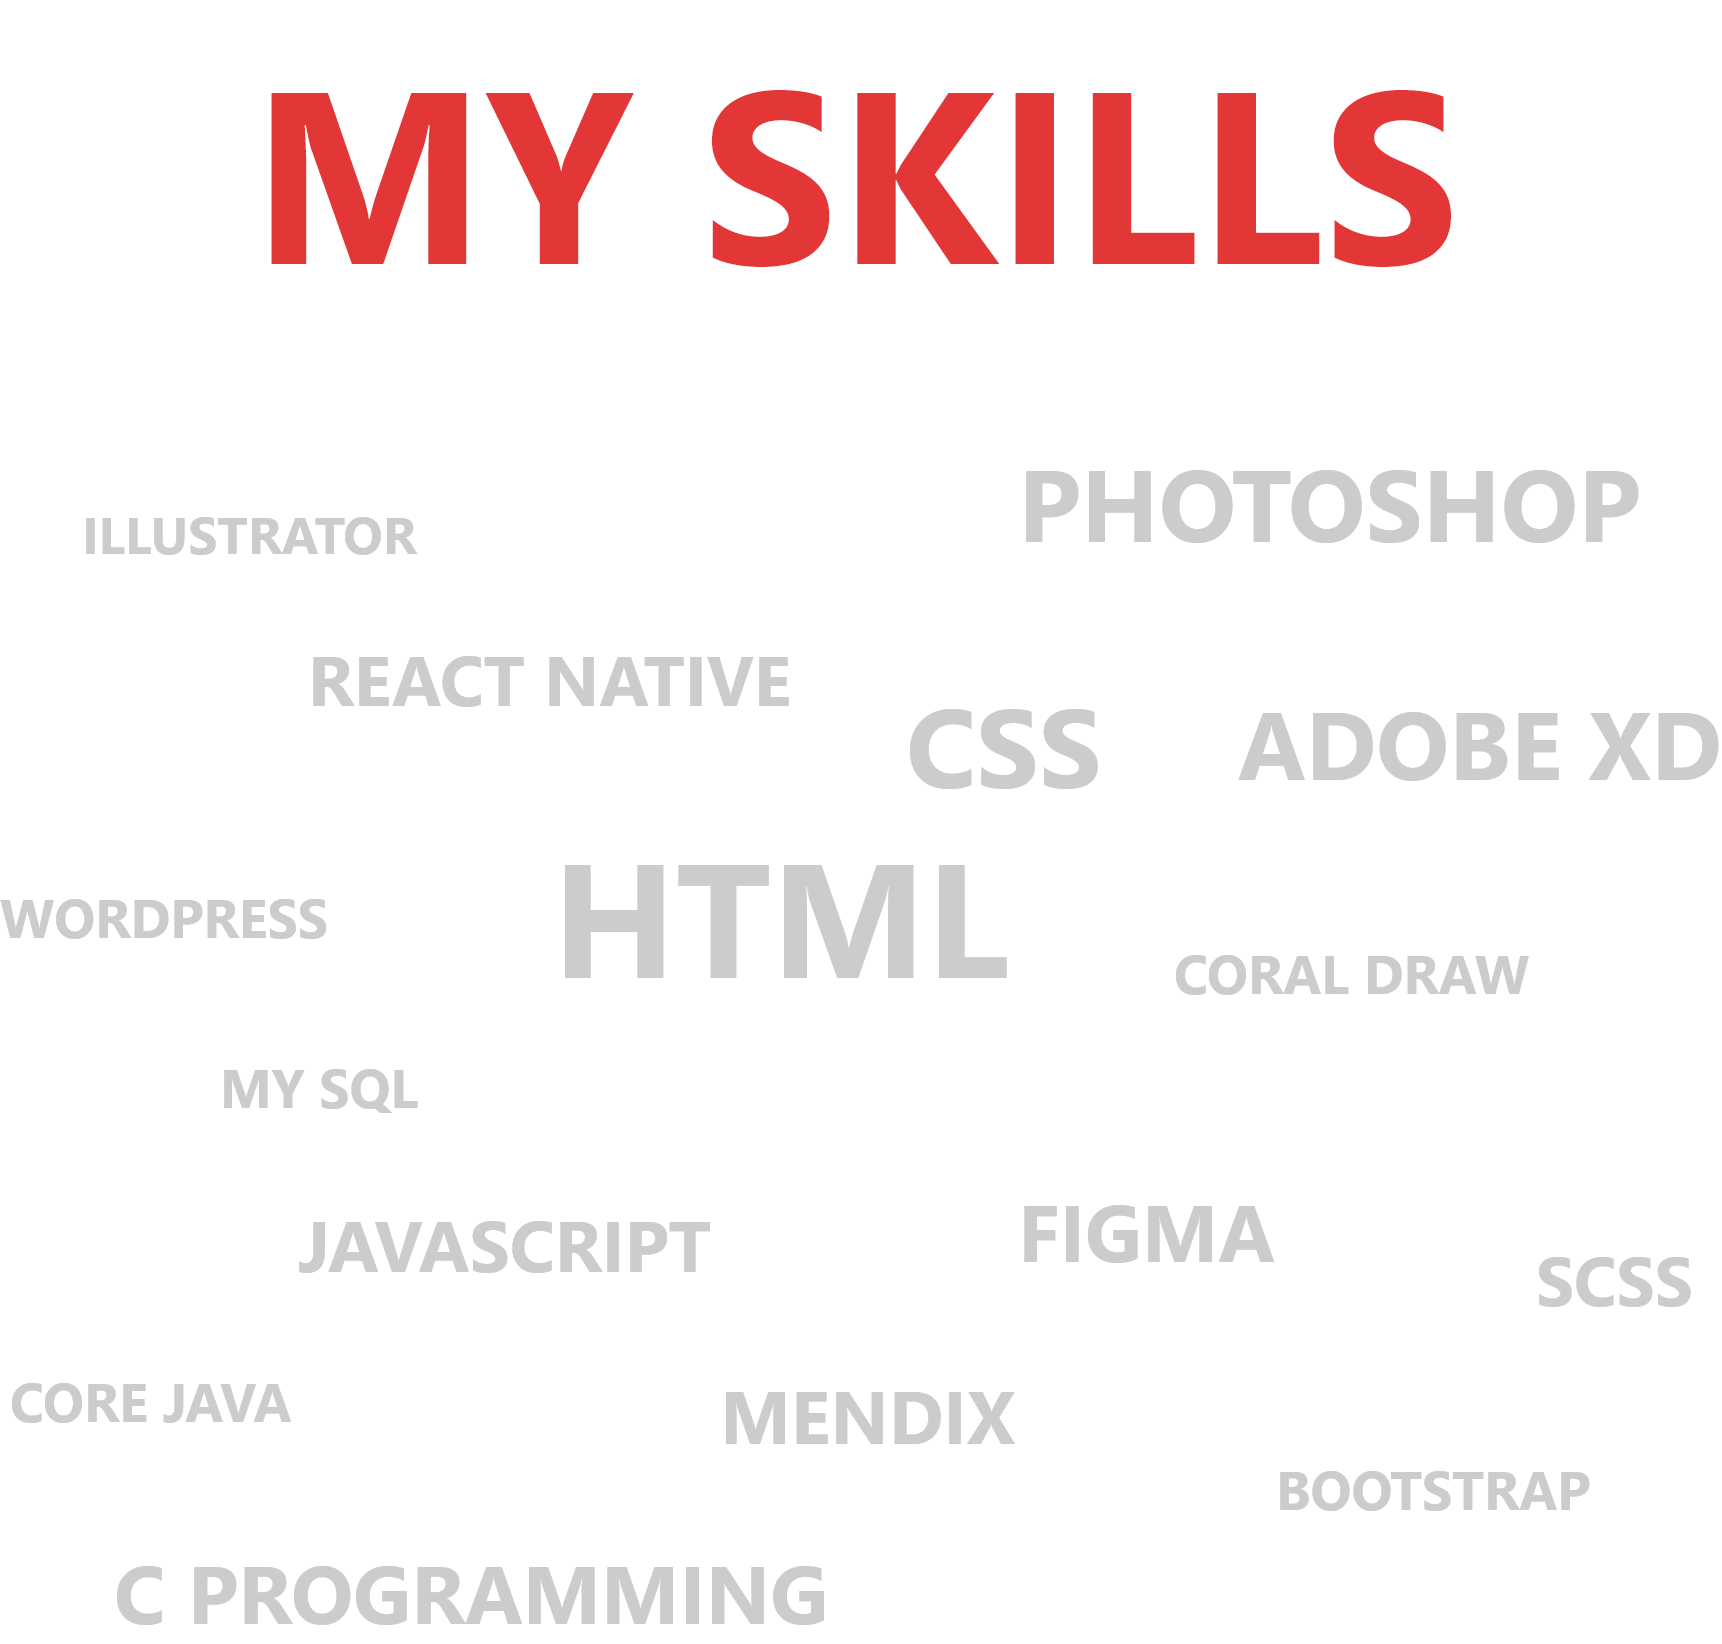 MY SKILLS
PHOTOSHOP
ILLUSTRATOR
REACT NATIVE
CSS
ADOBE XD
HTML
WORDPRESS
CORAL DRAW
MY SQL
JAVASCRIPT
FIGMA
SCSS
CORE JAVA
MENDIX
BOOTSTRAP
C PROGRAMMING